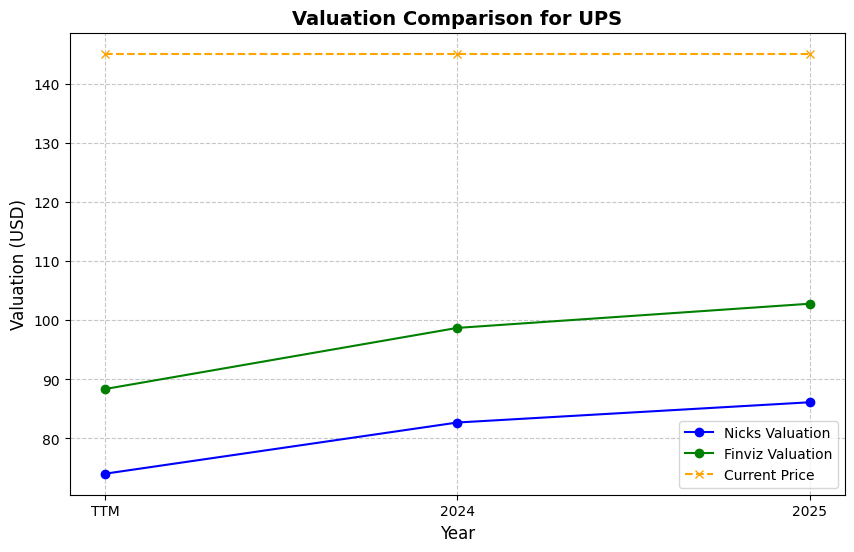 Valuation Comparison for UPS
Valuation (USD)
140
130
120
110
100
90
80
Nicks Valuation
Finviz Valuation
Current Price
TTM 2024 2025
Year